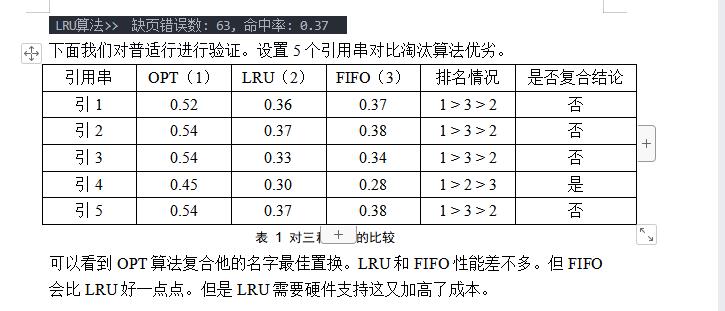 LRU算法>> 缺页错误数: 63, 命中率: 0.37
下面我们对普适行进行验证。设置 5 个引用串对比淘汰算法优劣。
引用串 OPT（1） LRU（2） FIFO（3） 排名情况 是否复合结论
引 1 0.52 0.36 0.37 1 > 3 > 2 否
引 2 0.54 0.37 0.38 1 > 3 > 2 否
引 3 0.54 0.33 0.34 1 > 3 > 2 否
引 4 0.45 0.30 0.28 1 > 2 > 3 是
引 5 0.54 0.37 0.38 1 > 3 > 2 否
表 1 对三 的比较
可以看到 OPT 算法复合他的名字最佳置换。LRU 和 FIFO 性能差不多。但 FIFO
会比 LRU 好一点点。但是 LRU 需要硬件支持这又加高了成本。